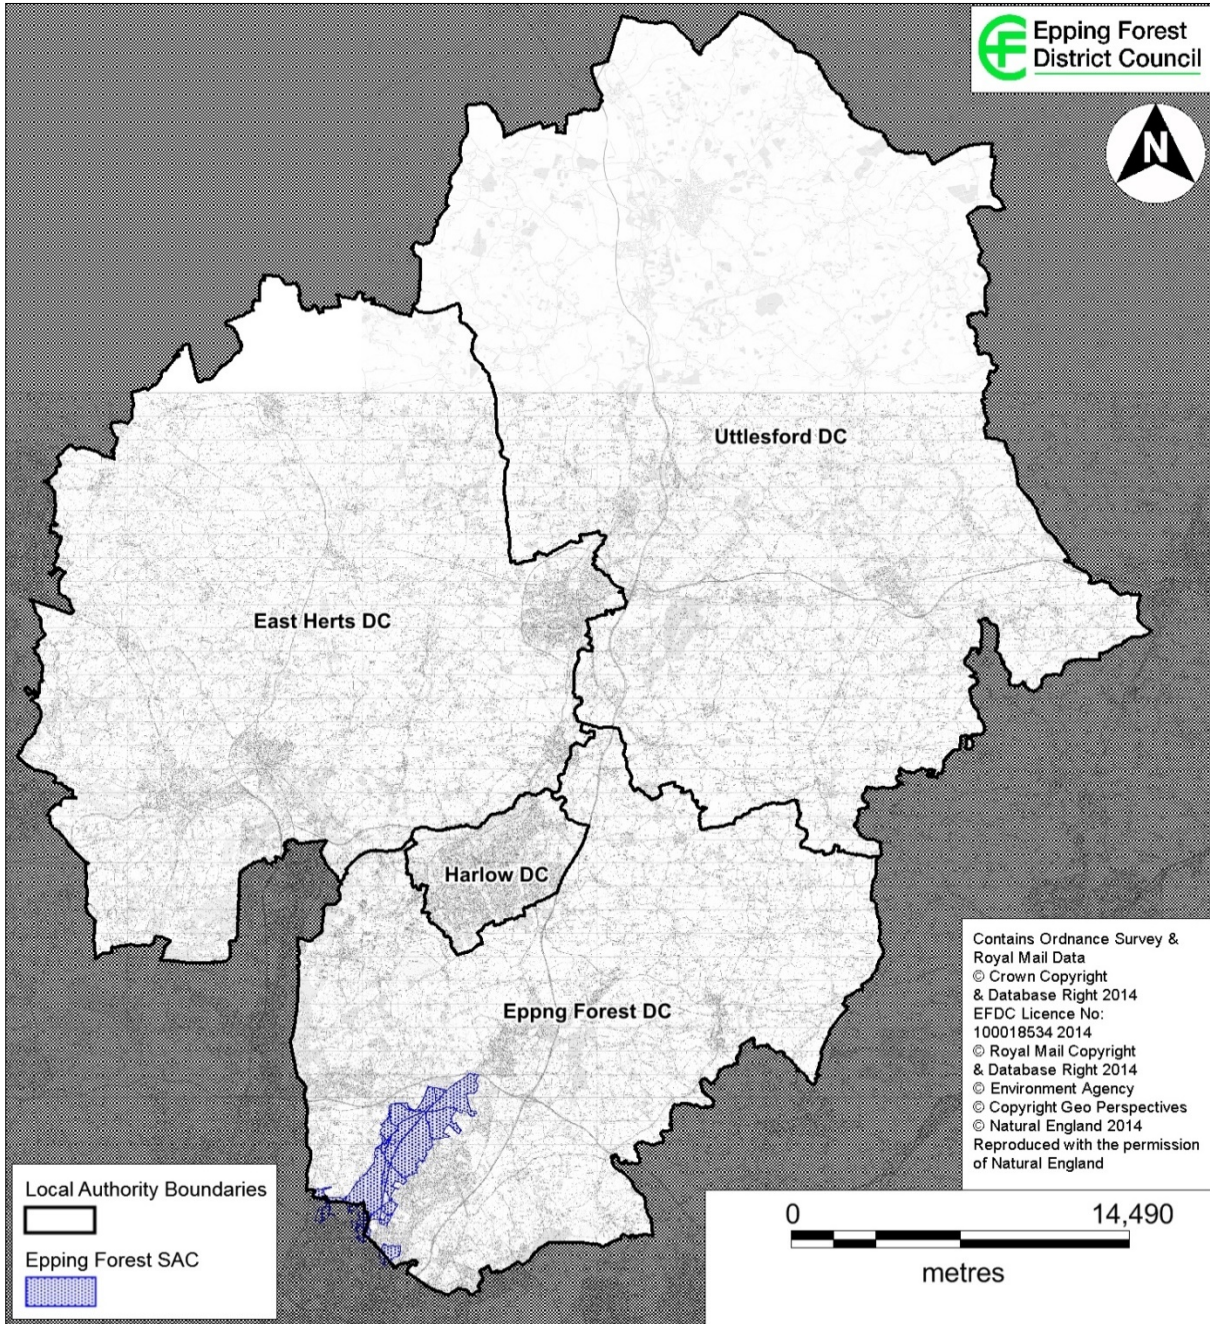 Epping Forest
District Council
N
Uttlesford DC
East Herts DC
Harlow DC
Eppng Forest DC
Contains Ordnance Survey &
Royal Mail Data
© Crown Copyright
& Database Right 2014
EFDC Licence No:
100018534 2014
© Royal Mail Copyright
& Database Right 2014
© Environment Agency
© Copyright Geo Perspectives
© Natural England 2014
Reproduced with the permission
of Natural England
Local Authority Boundaries
Epping Forest SAC
0 14,490
metres